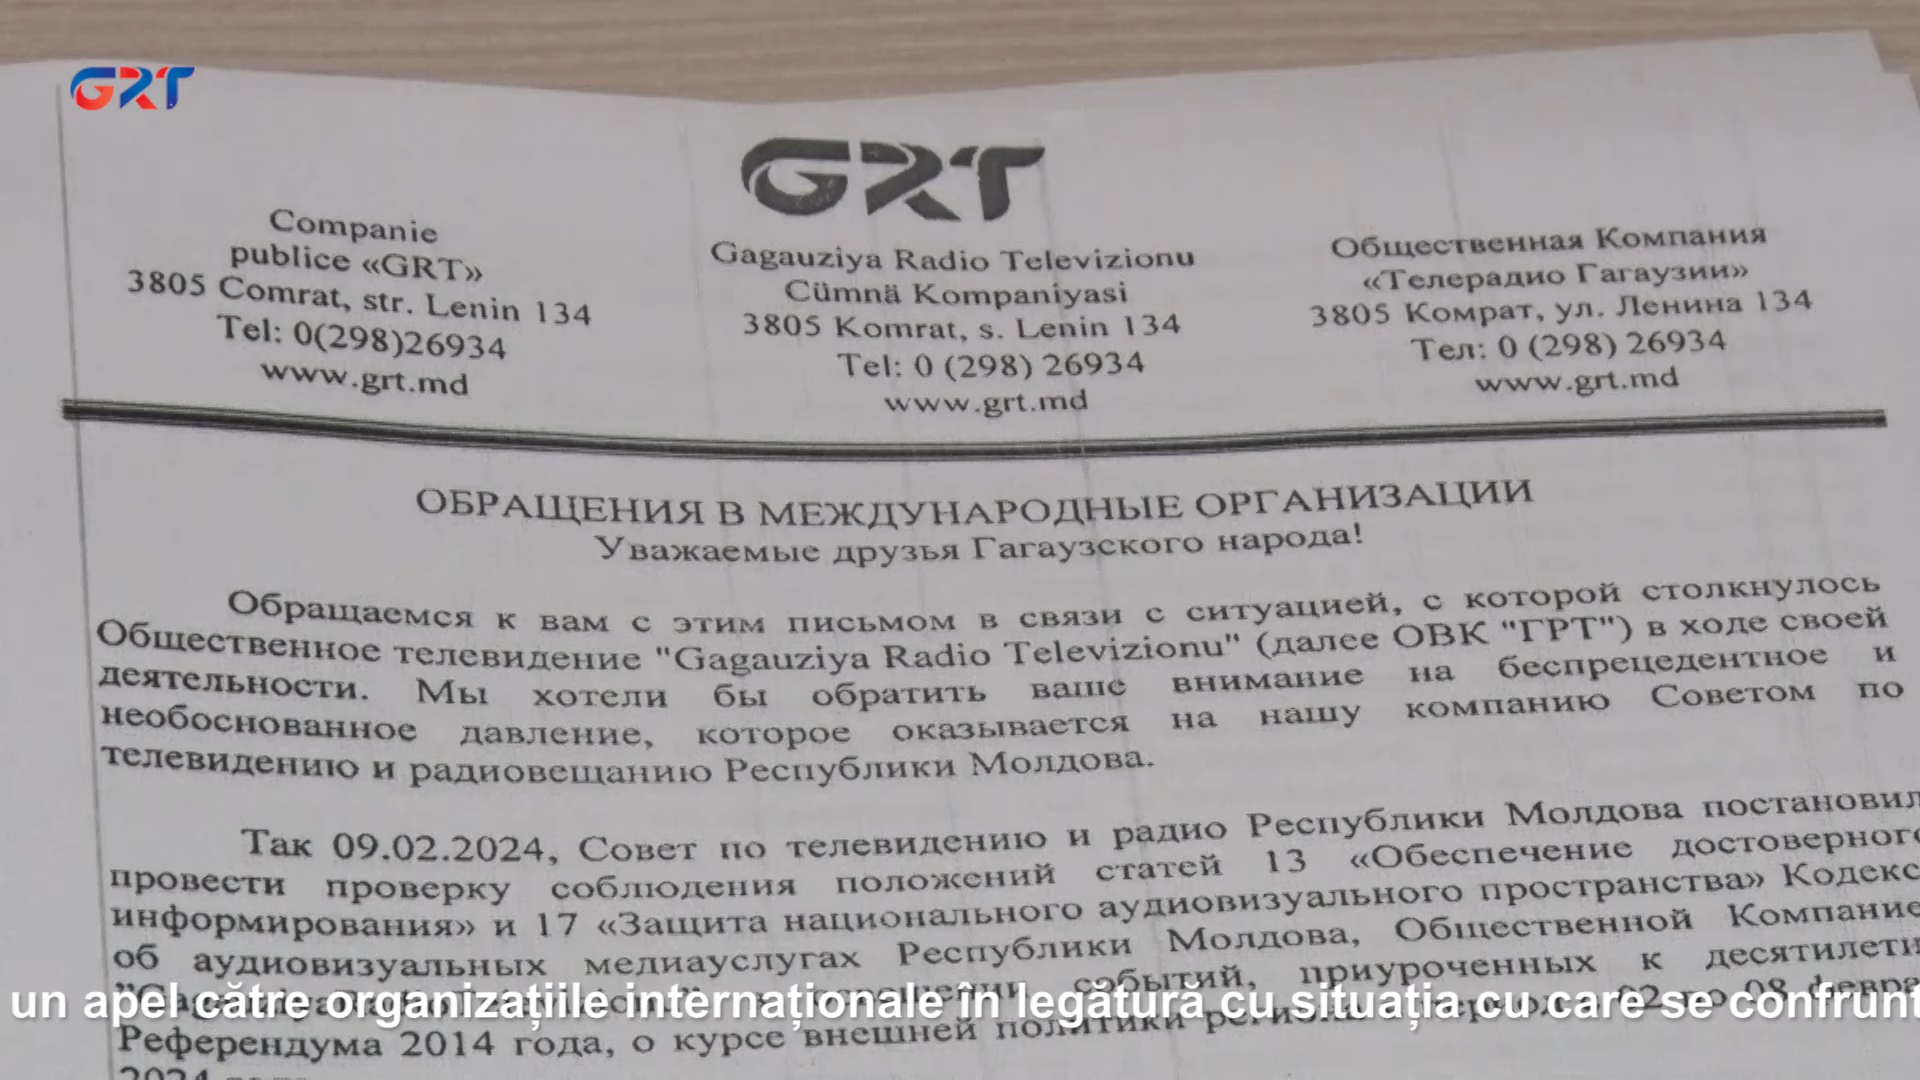 GRT
GRT
Companie
publice «GRT»
3805 Comrat, str. Lenin 134
Tel: 0(298)26934
www.grt.md
Gagauziya Radio Televizionu
Cümnä Kompaniyasi
3805 Komrat, s. Lenin 134
Tel: 0 (298) 26934
www.grt.md
Общественная Компания
«Телерадио Гагаузии»
3805 Комрат, ул. Ленина 134
Тел: 0 (298) 26934
www.grt.md
ОБРАЩЕНИЯ В МЕЖДУНАРОДНЫЕ ОРГАНИЗАЦИИ
Уважаемые друзья Гагаузского народа!
Обращаемся к вам с этим письмом в связи с ситуацией, с которой столкнулось
Общественное телевидение "Gagauziya Radio Televizionu" (далее ОВК "ГРТ") в ходе своей
деятельности. Мы хотели бы обратить ваше внимание на беспрецедентное и
необоснованное давление, которое оказывается на нашу компанию Советом по
телевидению и радиовещанию Республики Молдова.
Так 09.02.2024, Совет по телевидению и радио Республики Молдова постановил
провести проверку соблюдения положений статей 13 «Обеспечение достоверного
информирования» и 17 «Защита национального аудиовизуального пространства» Кодекс
об аудиовизуальных медиауслугах Республики Молдова, Общественной Компание
событий, приуроченных к десятилети
un apel către organizațiile internaționale în legătură cu situația cu care se confrunt
Референдума 2014 года, о курсе внешней политики